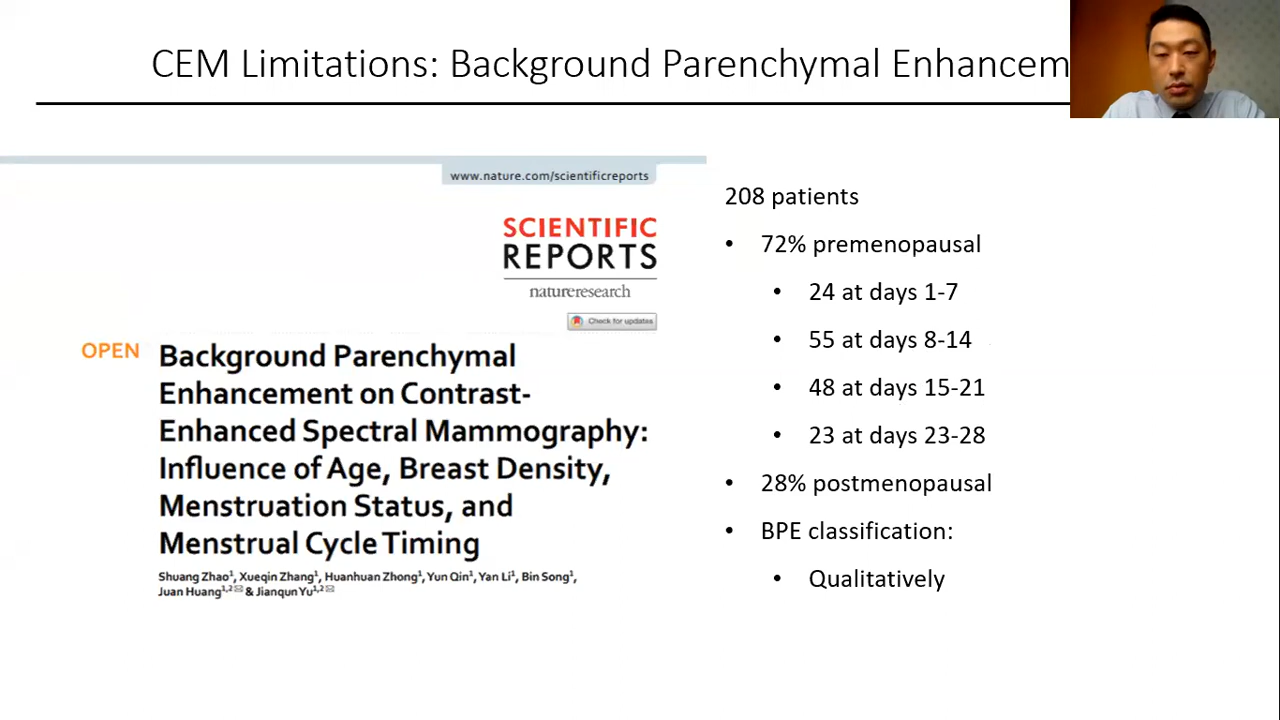 CEM Limitations: Background Parenchymal Enhancem
www.nature.com/scientificreports
SCIENTIFIC
REPORTS
natureresearch
Check for updates
OPEN
Background Parenchymal
Enhancement on Contrast-
Enhanced Spectral Mammography:
Influence of Age, Breast Density,
Menstruation Status, and
Menstrual Cycle Timing
Shuang Zhao¹, Xueqin Zhang¹, Huanhuan Zhong¹, Yun Qin¹, Yan Li¹, Bin Song¹,
Juan Huang¹,²✉ & Jianqun Yu¹,²✉
208 patients
• 72% premenopausal
• 24 at days 1-7
• 55 at days 8-14
• 48 at days 15-21
• 23 at days 23-28
• 28% postmenopausal
• BPE classification:
• Qualitatively